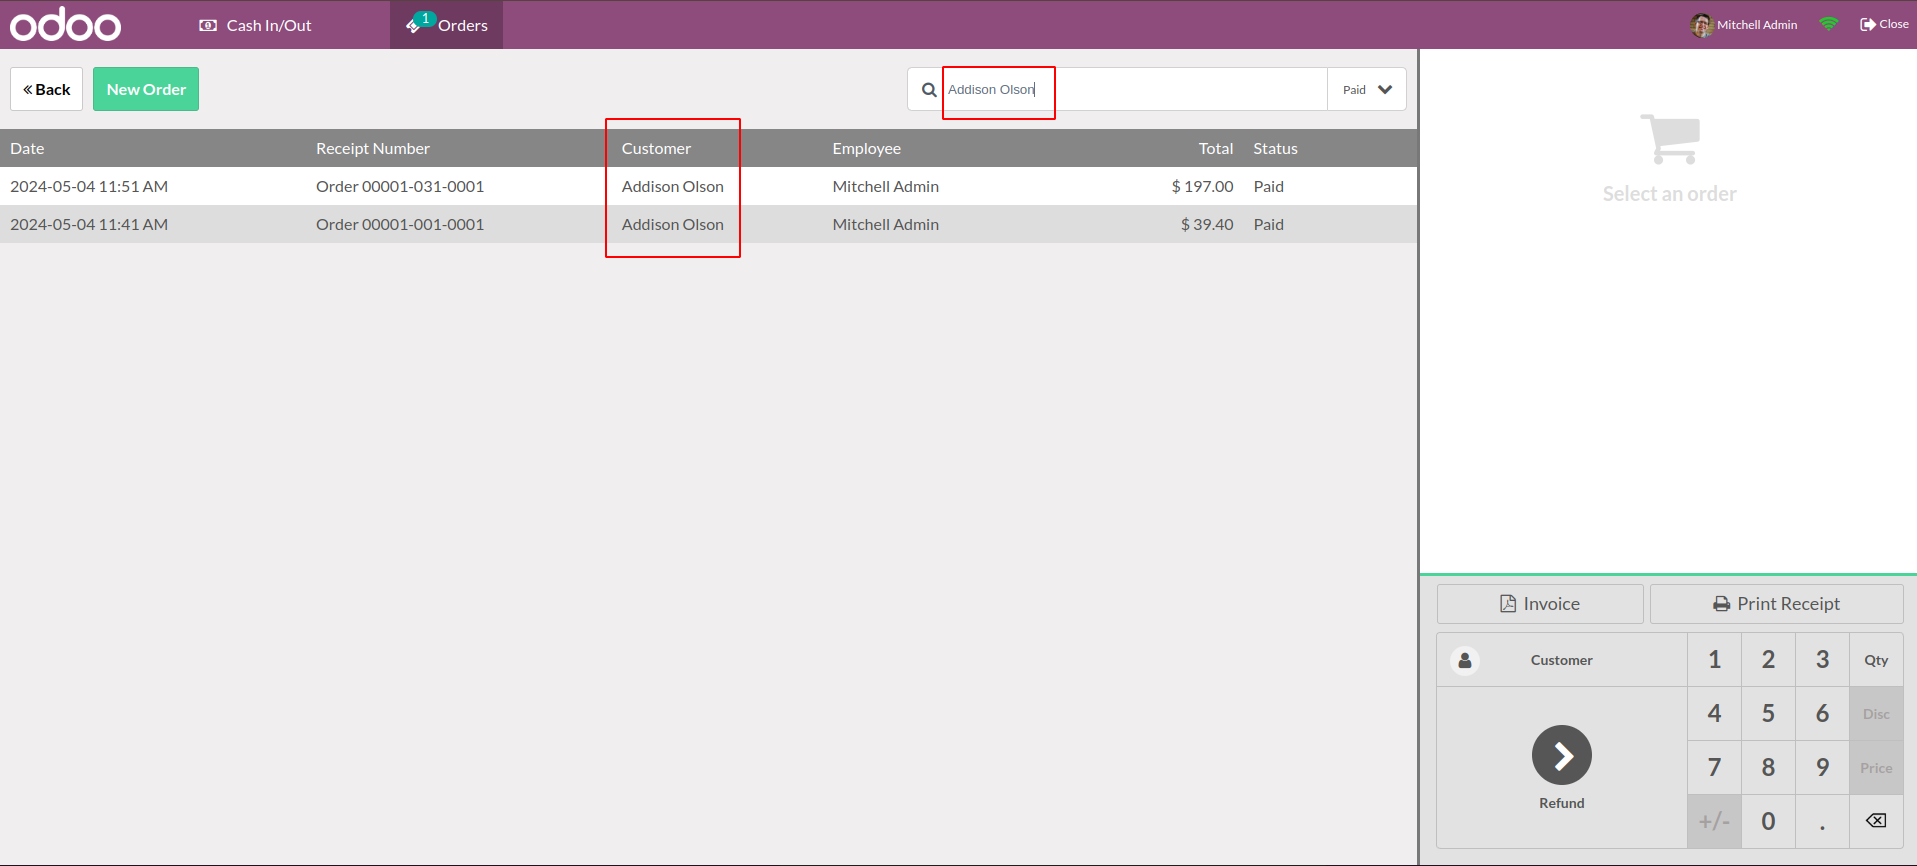 odoo Cash In/Out 1 Orders Mitchell Admin Close
Back New Order Addison Olson Paid
Date Receipt Number Customer Employee Total Status
2024-05-04 11:51 AM Order 00001-031-0001 Addison Olson Mitchell Admin $ 197.00 Paid
2024-05-04 11:41 AM Order 00001-001-0001 Addison Olson Mitchell Admin $ 39.40 Paid
Select an order
Invoice Print Receipt
Customer 1 2 3 Qty
4 5 6 Disc
7 8 9 Price
Refund
+/- 0 .